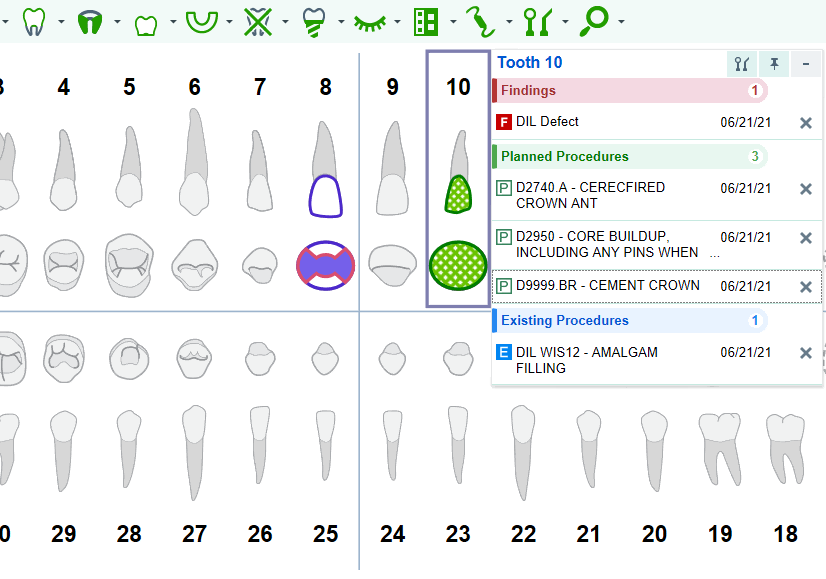 Tooth 10
Findings 1
F DIL Defect 06/21/21
Planned Procedures 3
P D2740.A - CERECFIRED 06/21/21
CROWN ANT
P D2950 - CORE BUILDUP, 06/21/21
INCLUDING ANY PINS WHEN ...
P D9999.BR - CEMENT CROWN 06/21/21
Existing Procedures 1
E DIL WIS12 - AMALGAM 06/21/21
FILLING
3 4 5 6 7 8 9 10
0 29 28 27 26 25 24 23 22 21 20 19 18